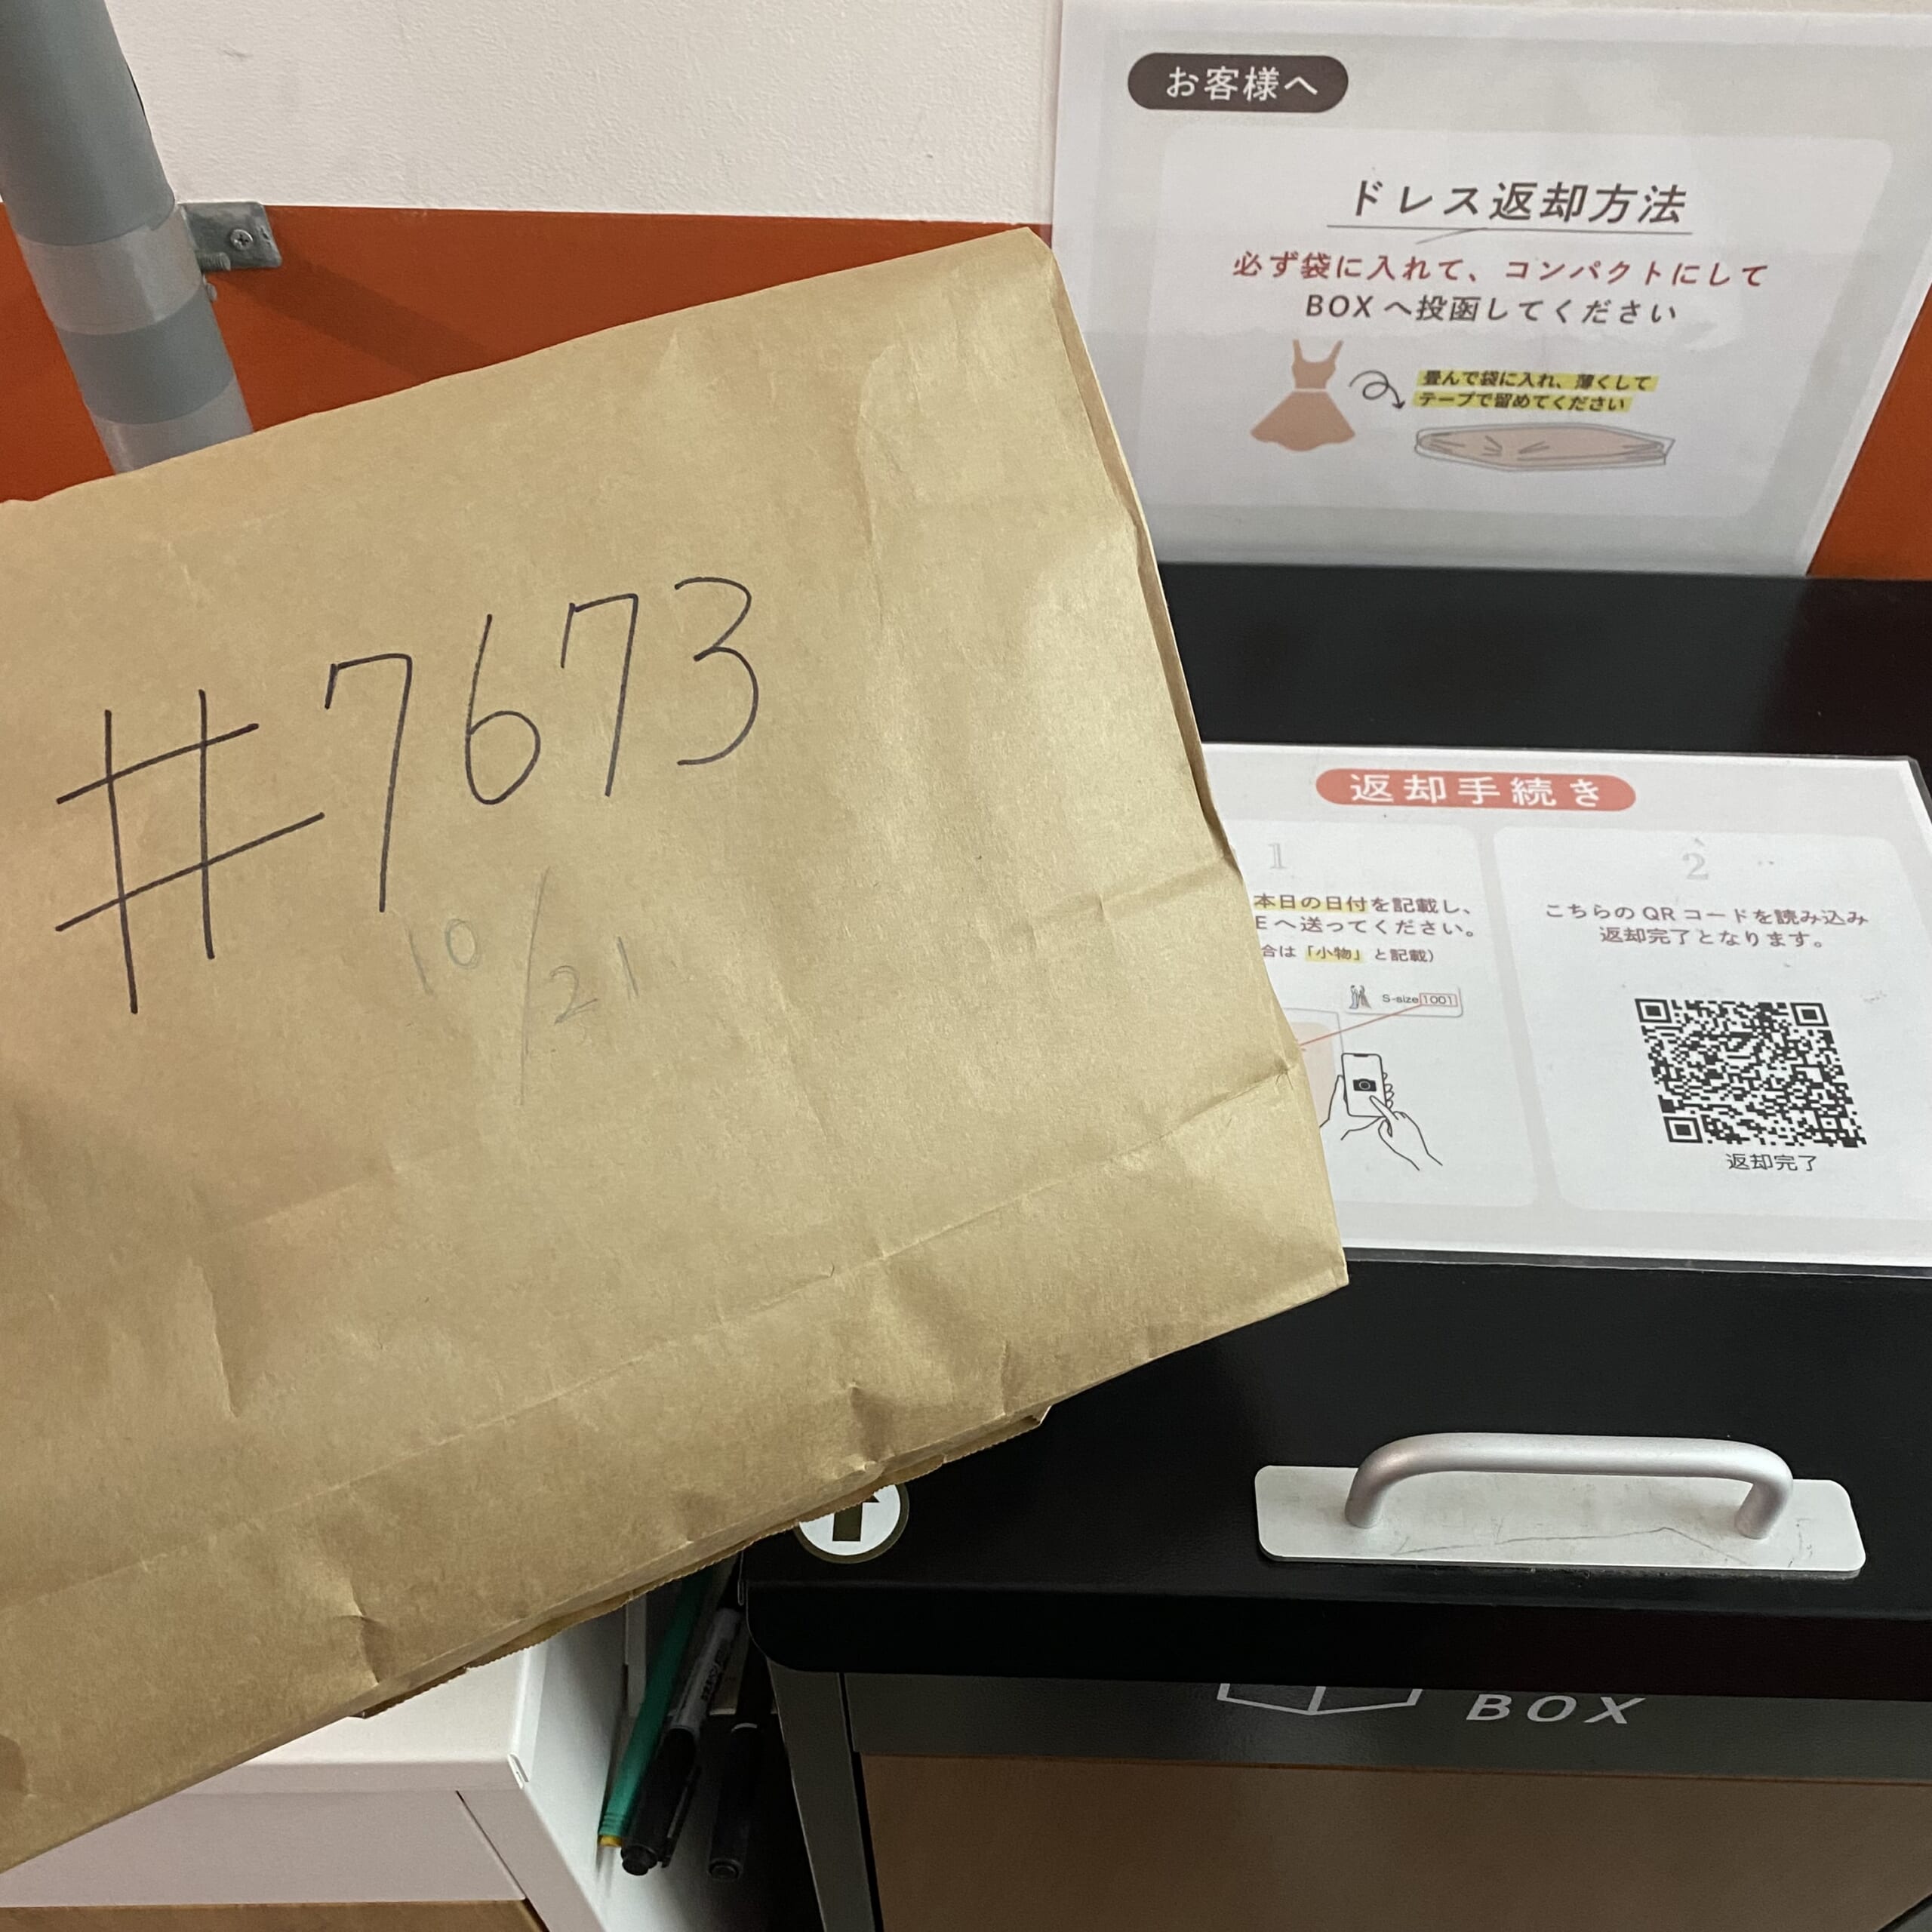 お客様へ
ドレス返却方法
必ず袋に入れて、コンパクトにして
BOXへ投函してください
畳んで袋に入れ、薄くして
テープで留めてください
#7673
10/21
返却手続き
1
本日の日付を記載し、
Eへ送ってください。
合は「小物」と記載)
S-size 1001
2
こちらのQRコードを読み込み
返却完了となります。
返却完了
BOX